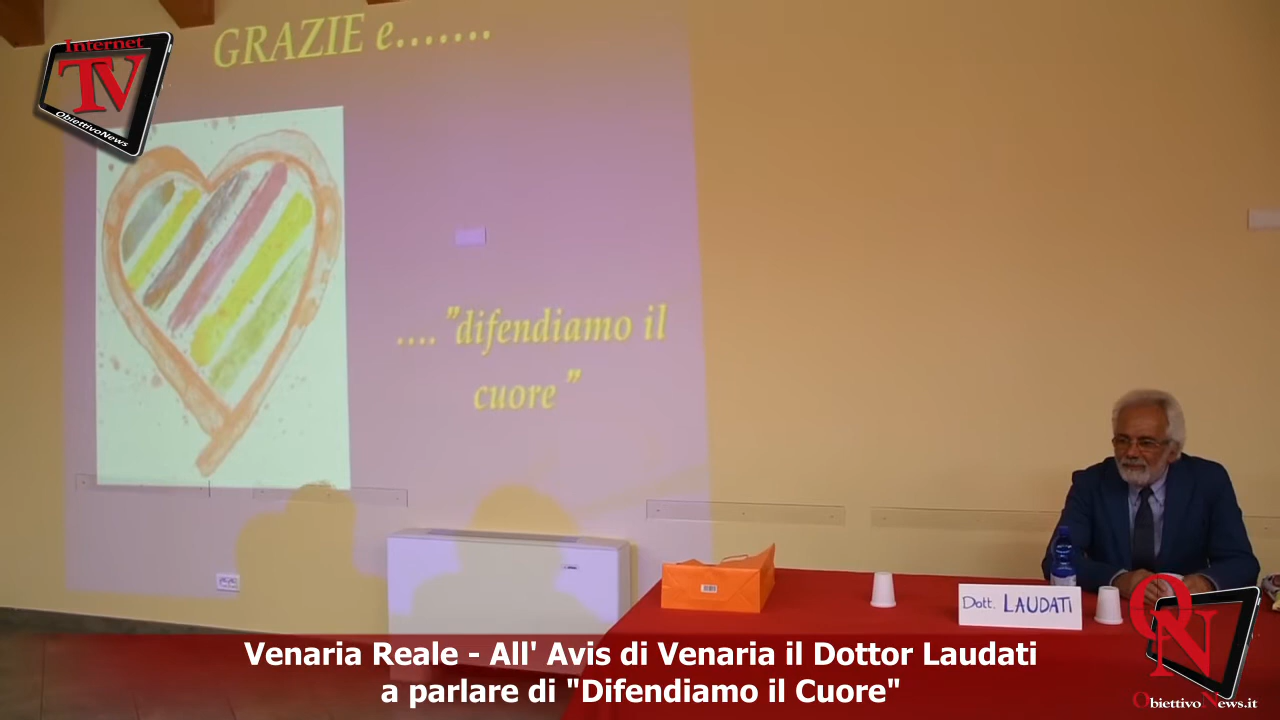 GRAZIE e.......
Internet
TV
ObiettivoNews
...."difendiamo il
cuore"
Dott. LAUDATI
Venaria Reale - All' Avis di Venaria il Dottor Laudati
a parlare di "Difendiamo il Cuore"
ON
ObiettivoNews.it